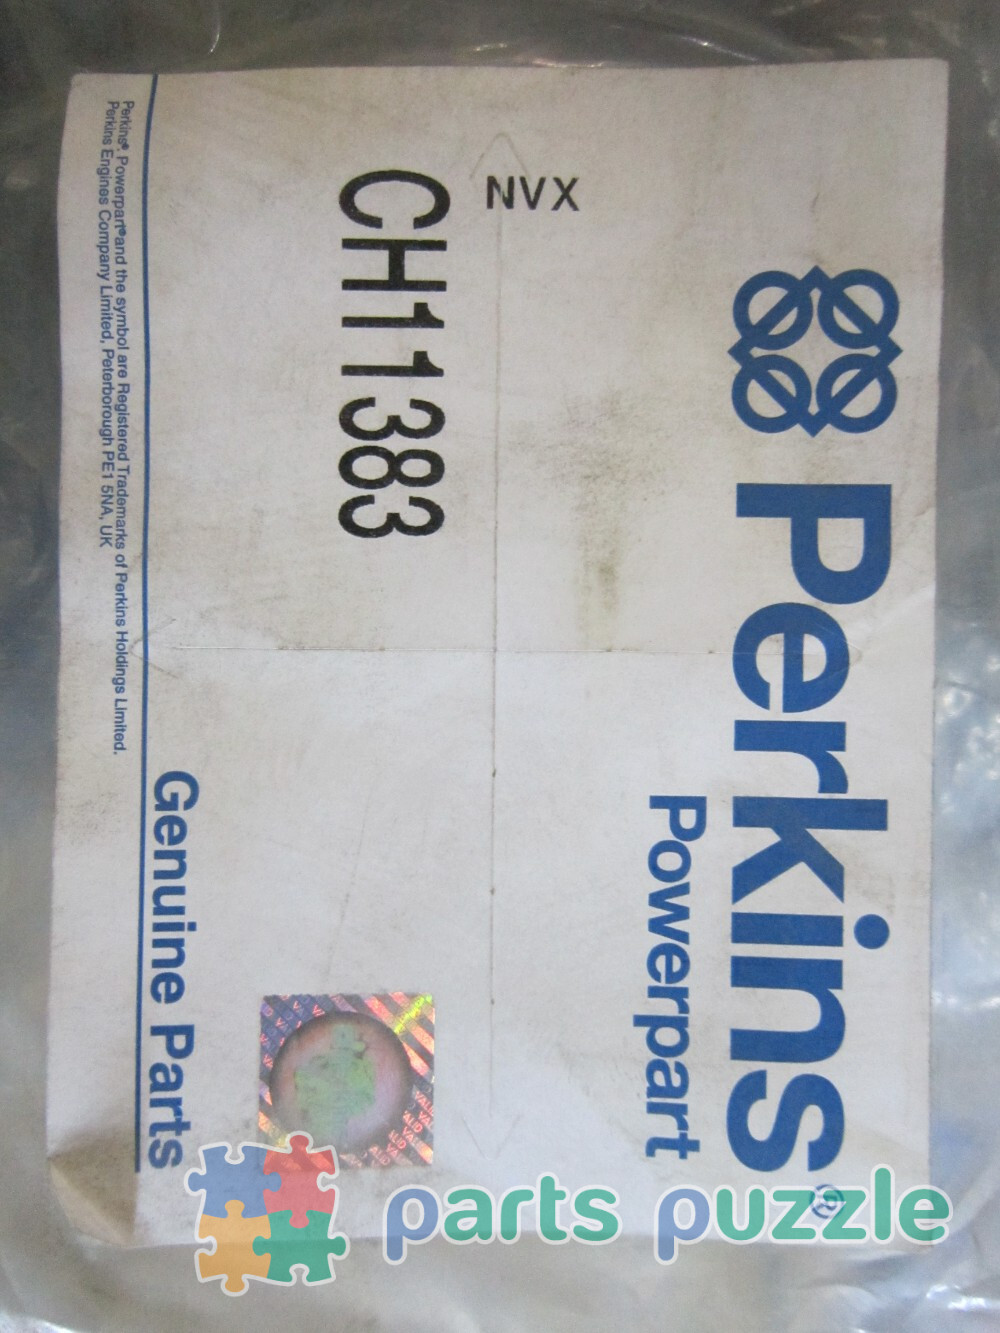 Perkins®
Powerpart
NVX
CH11383
Genuine Parts
Perkins®, Powerpart® and the symbol are Registered Trademarks of Perkins Holdings Limited.
Perkins Engines Company Limited, Peterborough PE1 5NA, UK
VALID
parts puzzle